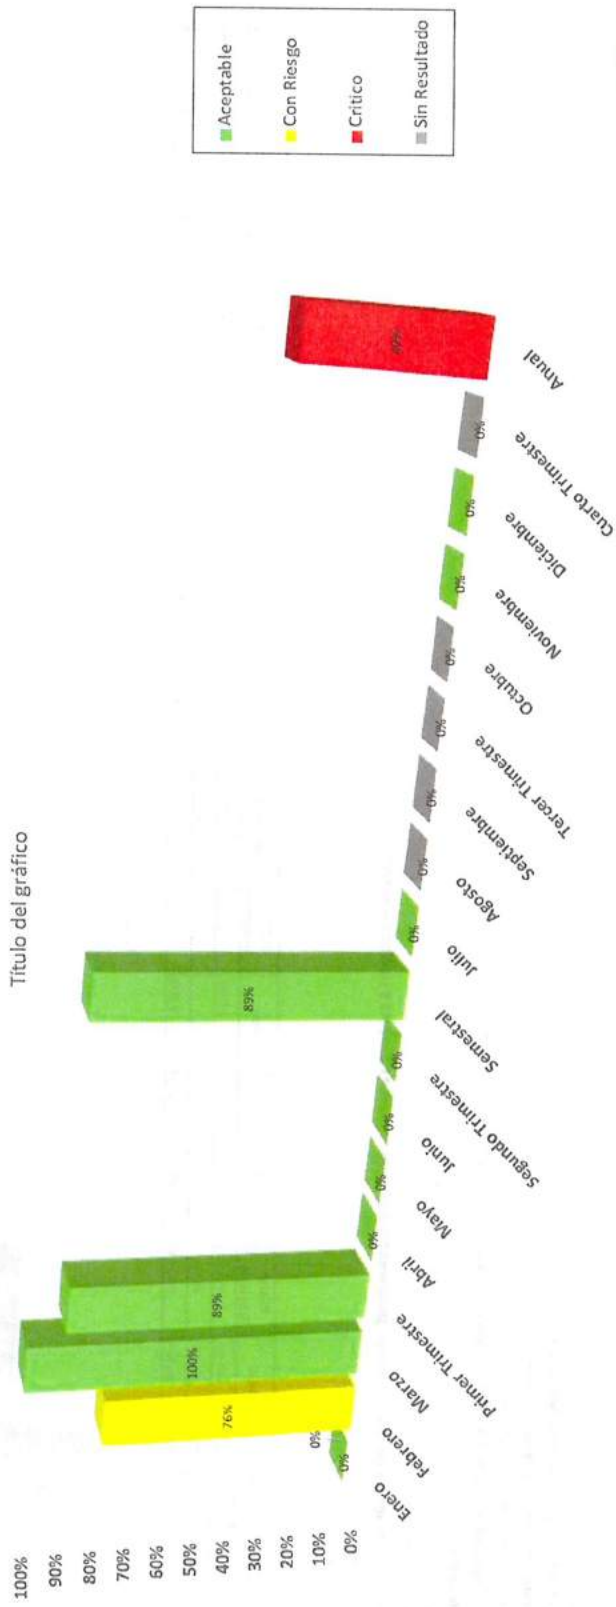 Título del gráfico
100%
90%
80%
70%
60%
50%
40%
30%
20%
10%
0%
0%
0%
76%
100%
89%
0%
0%
0%
0%
89%
0%
0%
0%
0%
0%
0%
0%
0%
Enero
Febrero
Marzo
Primer Trimestre
Abril
Mayo
Junio
Segundo Trimestre
Semestral
Julio
Agosto
Septiembre
Tercer Trimestre
Octubre
Noviembre
Diciembre
Cuarto Trimestre
Anual
Aceptable
Con Riesgo
Critico
Sin Resultado